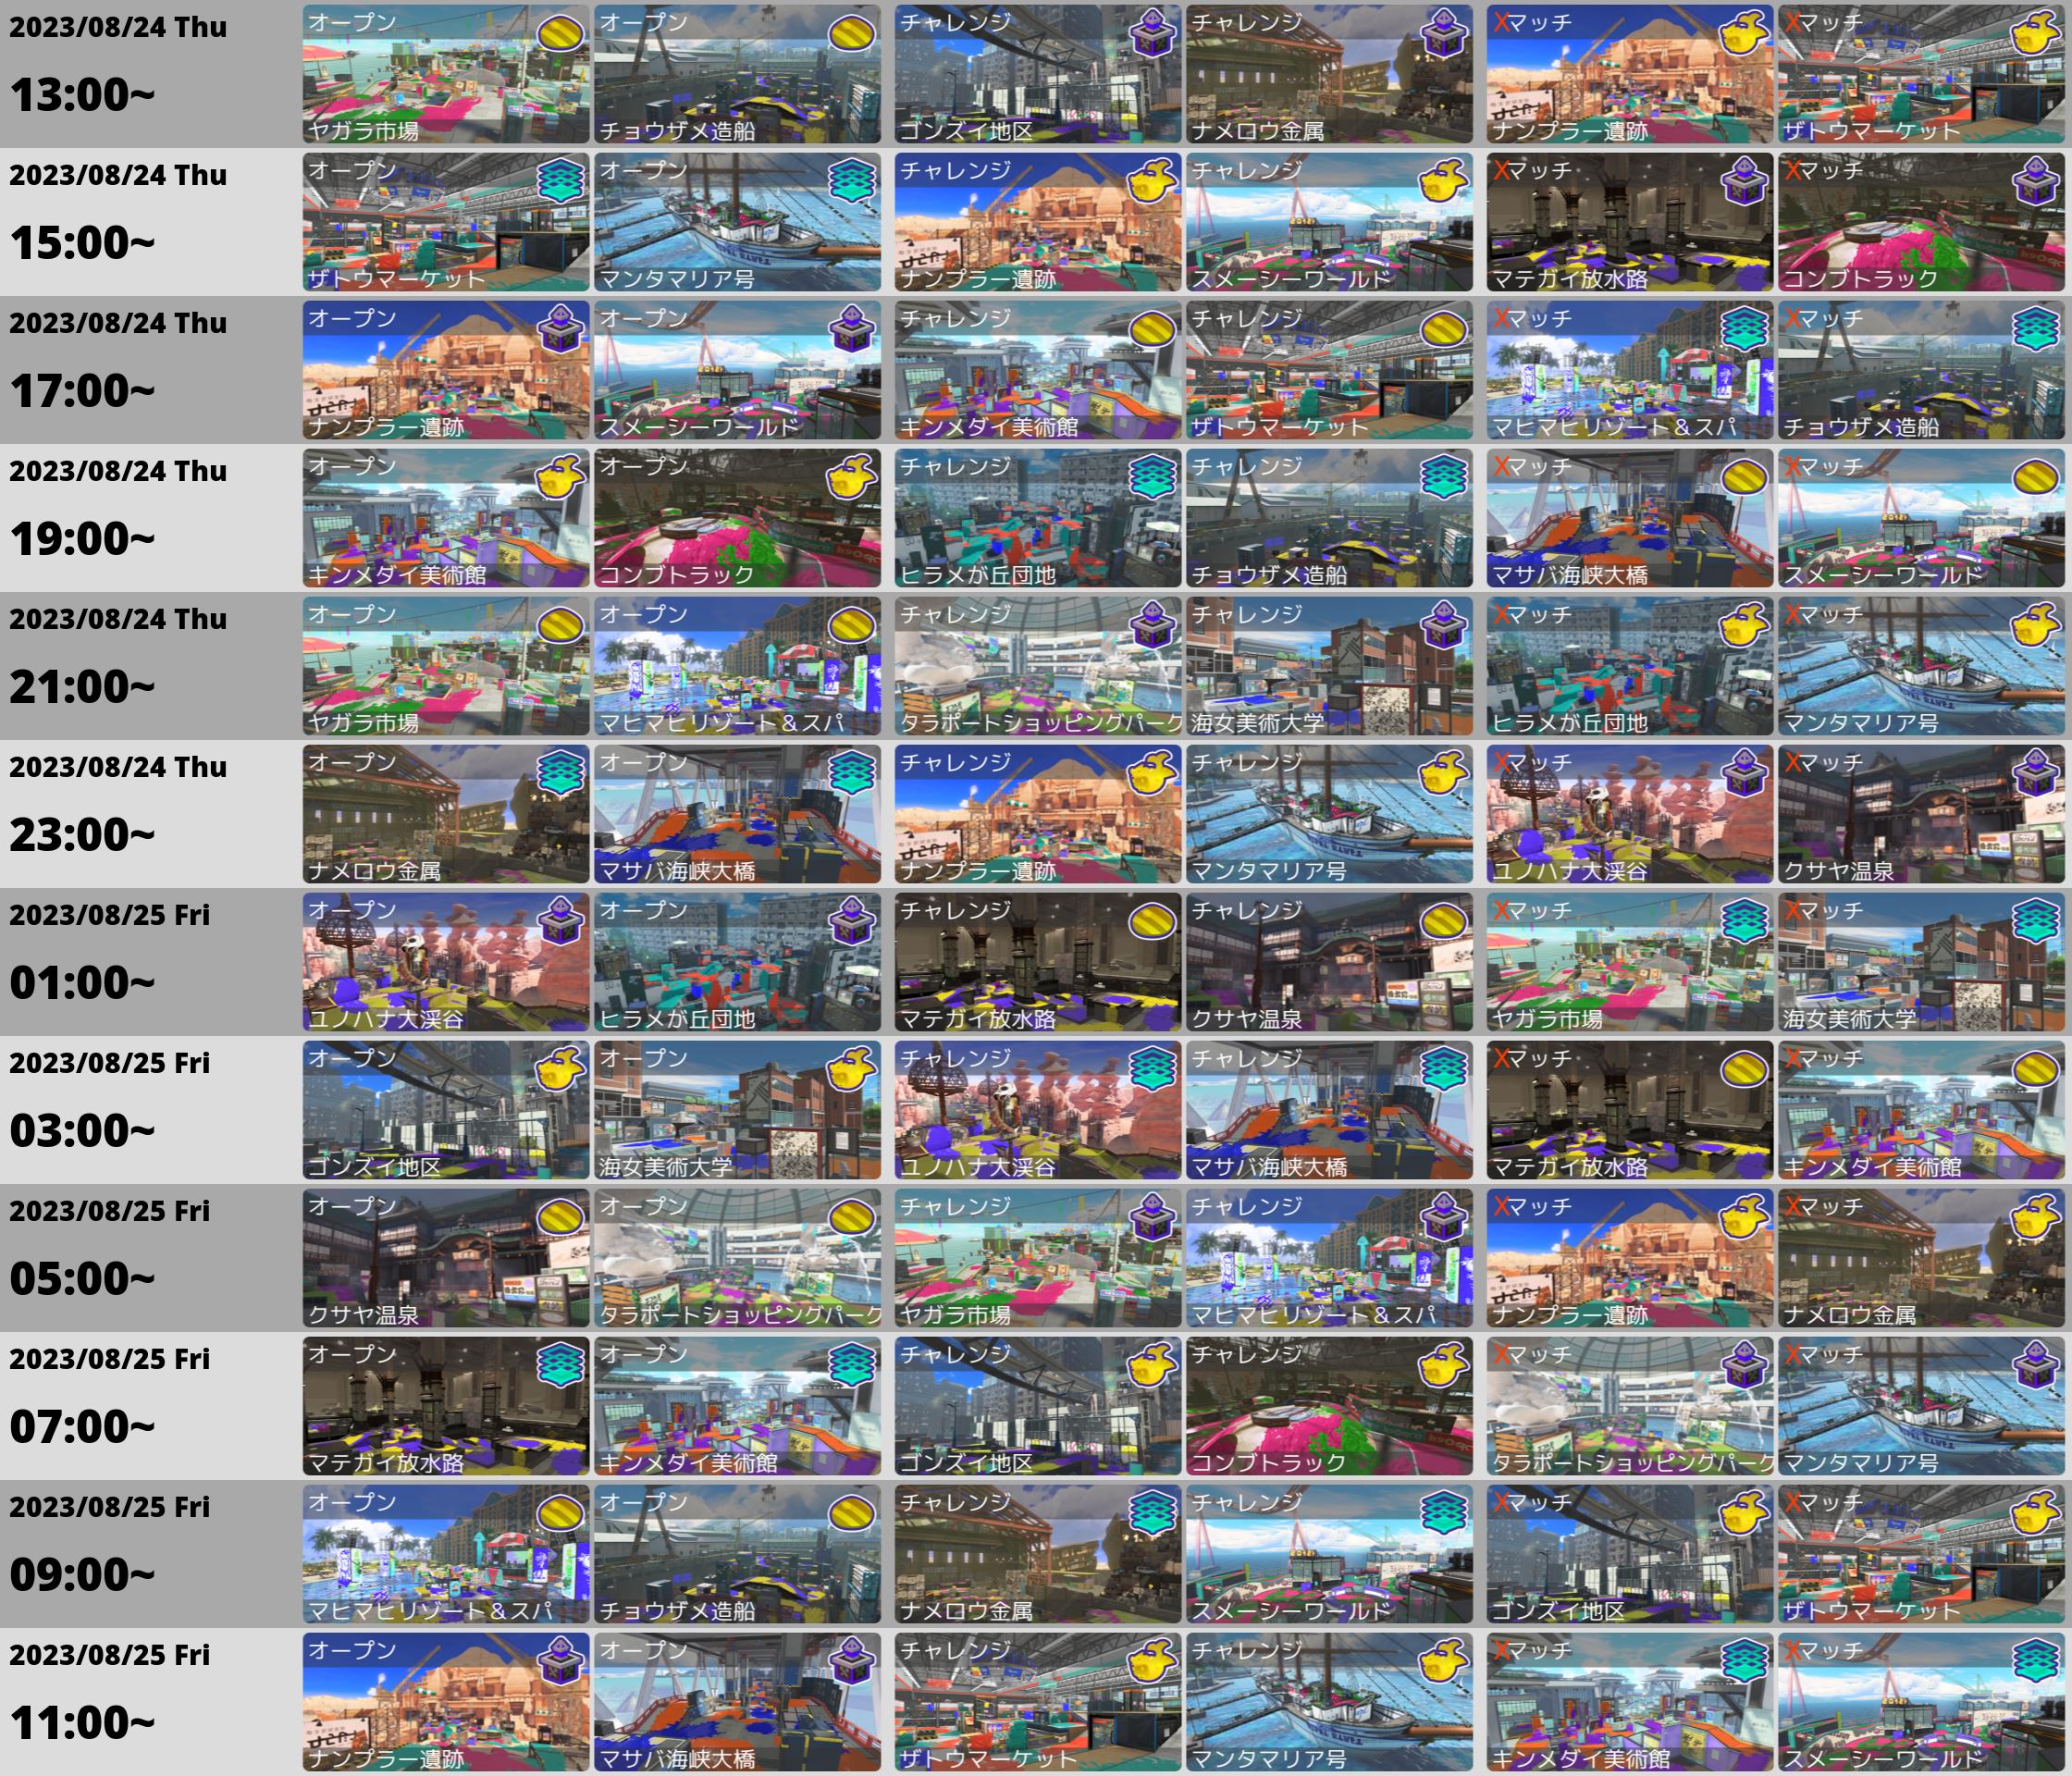 2023/08/24 Thu
13:00~
オープン
ヤガラ市場
オープン
チョウザメ造船
チャレンジ
ゴンズイ地区
チャレンジ
ナメロウ金属
Xマッチ
ナンプラー遺跡
Xマッチ
ザトウマーケット
2023/08/24 Thu
15:00~
オープン
ザトウマーケット
オープン
マンタマリア号
チャレンジ
ナンプラー遺跡
チャレンジ
スメーシーワールド
Xマッチ
マテガイ放水路
Xマッチ
コンブトラック
2023/08/24 Thu
17:00~
オープン
ナンプラー遺跡
オープン
スメーシーワールド
チャレンジ
キンメダイ美術館
チャレンジ
ザトウマーケット
Xマッチ
マヒマヒリゾート＆スパ
Xマッチ
チョウザメ造船
2023/08/24 Thu
19:00~
オープン
キンメダイ美術館
オープン
コンブトラック
チャレンジ
ヒラメが丘団地
チャレンジ
チョウザメ造船
Xマッチ
マサバ海峡大橋
Xマッチ
スメーシーワールド
2023/08/24 Thu
21:00~
オープン
ヤガラ市場
オープン
マヒマヒリゾート＆スパ
チャレンジ
タラポートショッピングパーク
チャレンジ
海女美術大学
Xマッチ
ヒラメが丘団地
Xマッチ
マンタマリア号
2023/08/24 Thu
23:00~
オープン
ナメロウ金属
オープン
マサバ海峡大橋
チャレンジ
ナンプラー遺跡
チャレンジ
マンタマリア号
Xマッチ
ユノハナ大渓谷
Xマッチ
クサヤ温泉
2023/08/25 Fri
01:00~
オープン
ユノハナ大渓谷
オープン
ヒラメが丘団地
チャレンジ
マテガイ放水路
チャレンジ
クサヤ温泉
Xマッチ
ヤガラ市場
Xマッチ
海女美術大学
2023/08/25 Fri
03:00~
オープン
ゴンズイ地区
オープン
海女美術大学
チャレンジ
ユノハナ大渓谷
チャレンジ
マサバ海峡大橋
Xマッチ
マテガイ放水路
Xマッチ
キンメダイ美術館
2023/08/25 Fri
05:00~
オープン
クサヤ温泉
オープン
タラポートショッピングパーク
チャレンジ
ヤガラ市場
チャレンジ
マヒマヒリゾート＆スパ
Xマッチ
ナンプラー遺跡
Xマッチ
ナメロウ金属
2023/08/25 Fri
07:00~
オープン
マテガイ放水路
オープン
キンメダイ美術館
チャレンジ
ゴンズイ地区
チャレンジ
コンブトラック
Xマッチ
タラポートショッピングパーク
Xマッチ
マンタマリア号
2023/08/25 Fri
09:00~
オープン
マヒマヒリゾート＆スパ
オープン
チョウザメ造船
チャレンジ
ナメロウ金属
チャレンジ
スメーシーワールド
Xマッチ
ゴンズイ地区
Xマッチ
ザトウマーケット
2023/08/25 Fri
11:00~
オープン
ナンプラー遺跡
オープン
マサバ海峡大橋
チャレンジ
ザトウマーケット
チャレンジ
マンタマリア号
Xマッチ
キンメダイ美術館
Xマッチ
スメーシーワールド